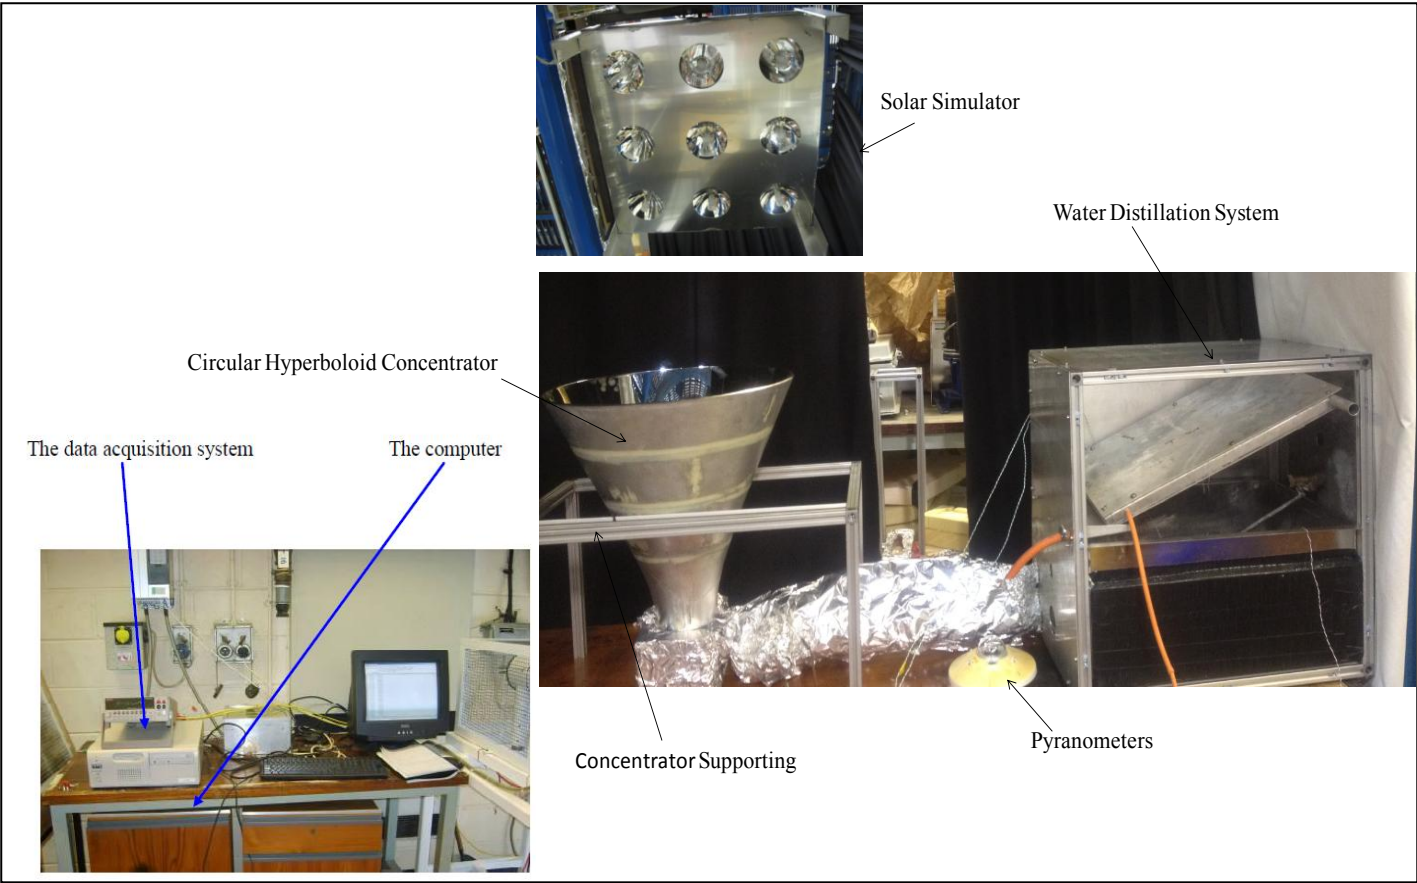 Solar Simulator
Water Distillation System
Circular Hyperboloid Concentrator
The data acquisition system
The computer
Pyranometers
Concentrator Supporting